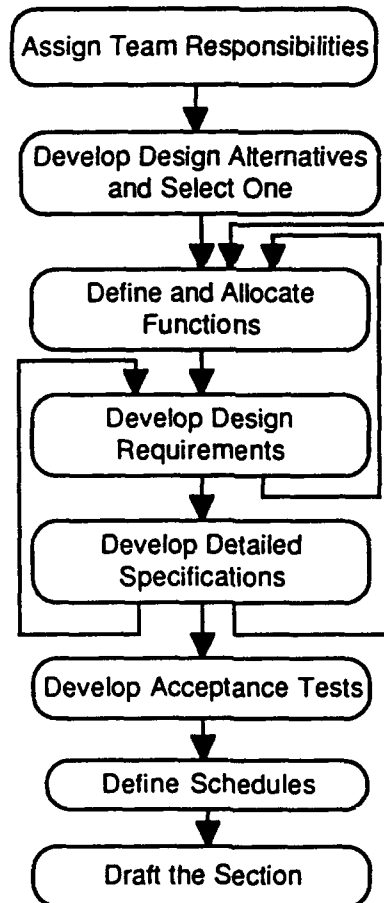 Assign Team Responsibilities
Develop Design Alternatives
and Select One
Define and Allocate
Functions
Develop Design
Requirements
Develop Detailed
Specifications
Develop Acceptance Tests
Define Schedules
Draft the Section